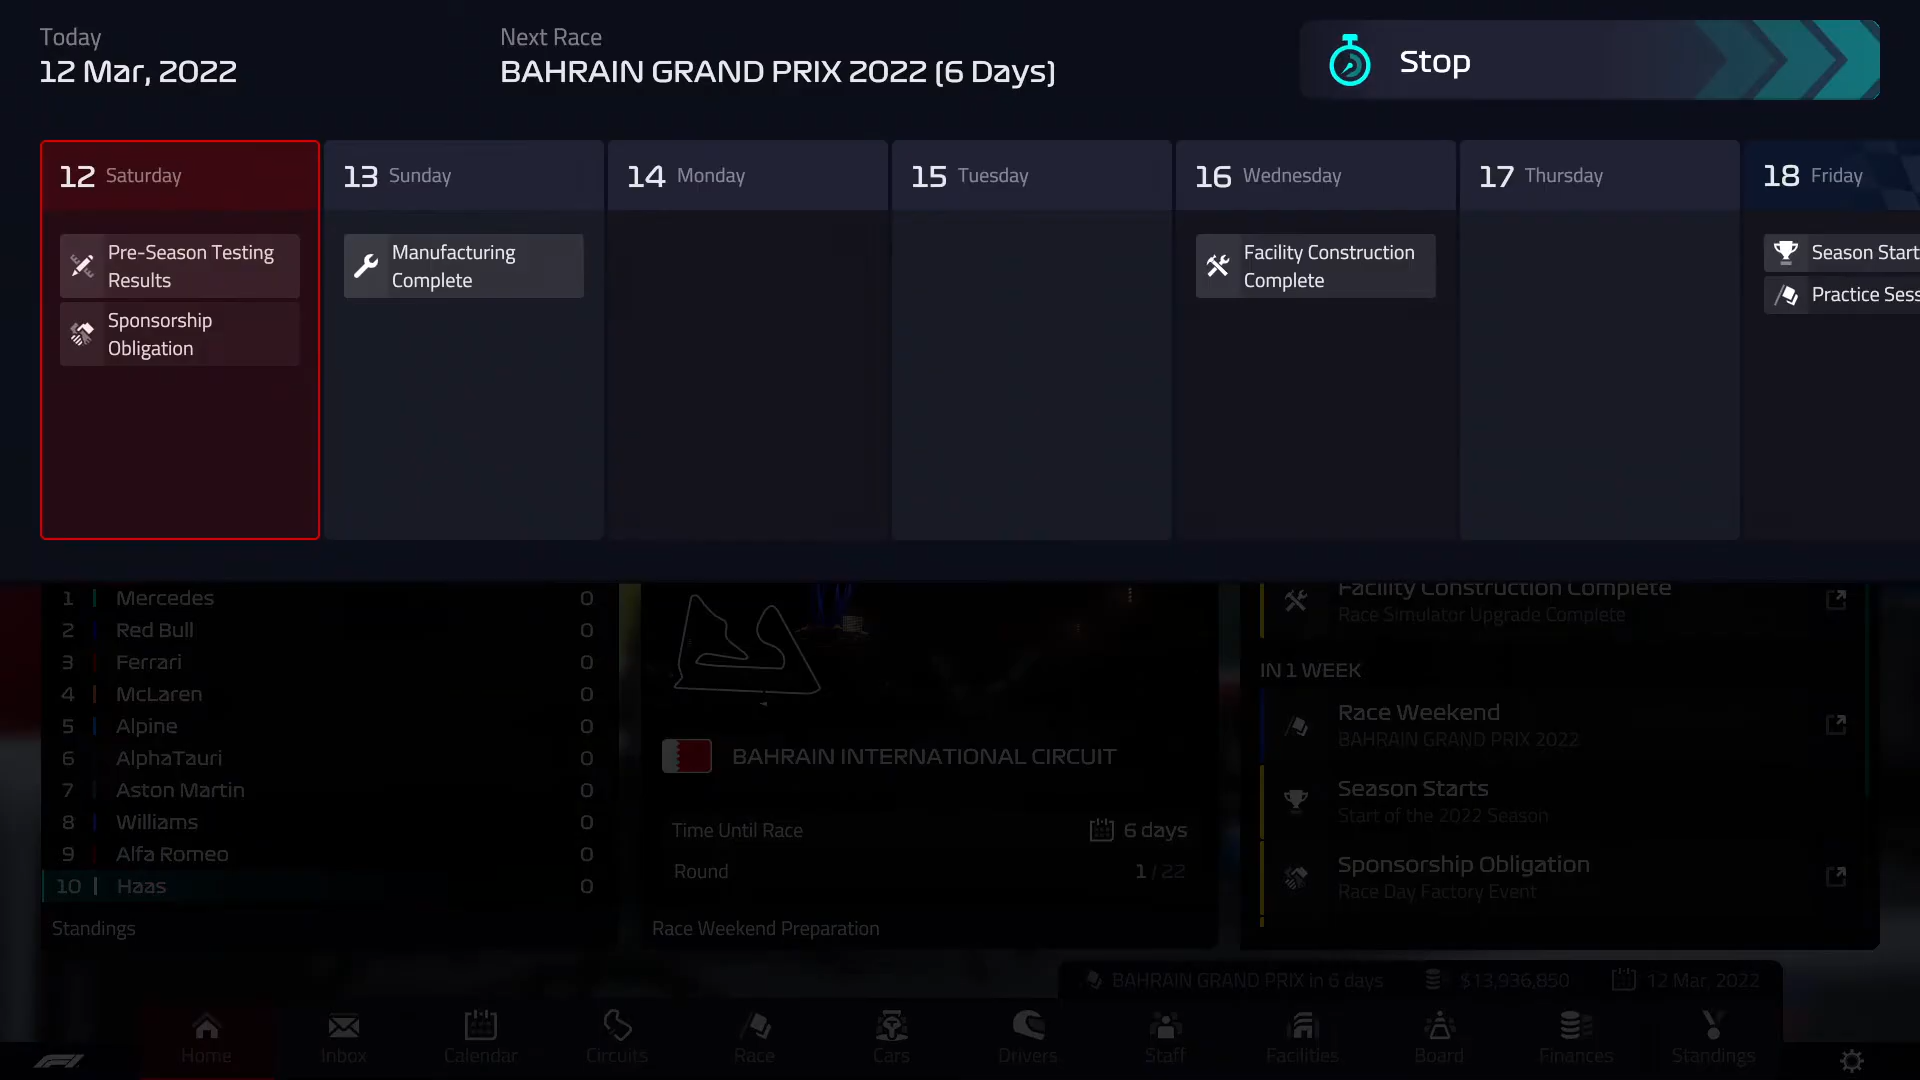 Today
12 Mar, 2022
Next Race
BAHRAIN GRAND PRIX 2022 (6 Days)
Stop
12 Saturday
13 Sunday
14 Monday
15 Tuesday
16 Wednesday
17 Thursday
18 Friday
Pre-Season Testing
Results
Sponsorship
Obligation
Manufacturing
Complete
Facility Construction
Complete
Season Start
Practice Sess
1 Mercedes 0
2 Red Bull 0
3 Ferrari 0
4 McLaren 0
5 Alpine 0
6 AlphaTauri 0
7 Aston Martin 0
8 Williams 0
9 Alfa Romeo 0
10 Haas 0
Standings
BAHRAIN INTERNATIONAL CIRCUIT
Time Until Race 6 days
Round 1 / 22
Race Weekend Preparation
Facility Construction Complete
Race Simulator Upgrade Complete
IN 1 WEEK
Race Weekend
BAHRAIN GRAND PRIX 2022
Season Starts
Start of the 2022 Season
Sponsorship Obligation
Race Day Factory Event
BAHRAIN GRAND PRIX in 6 days $13,936,850 12 Mar, 2022
Home Inbox Calendar Circuits Race Cars Drivers Staff Facilities Board Finances Standings